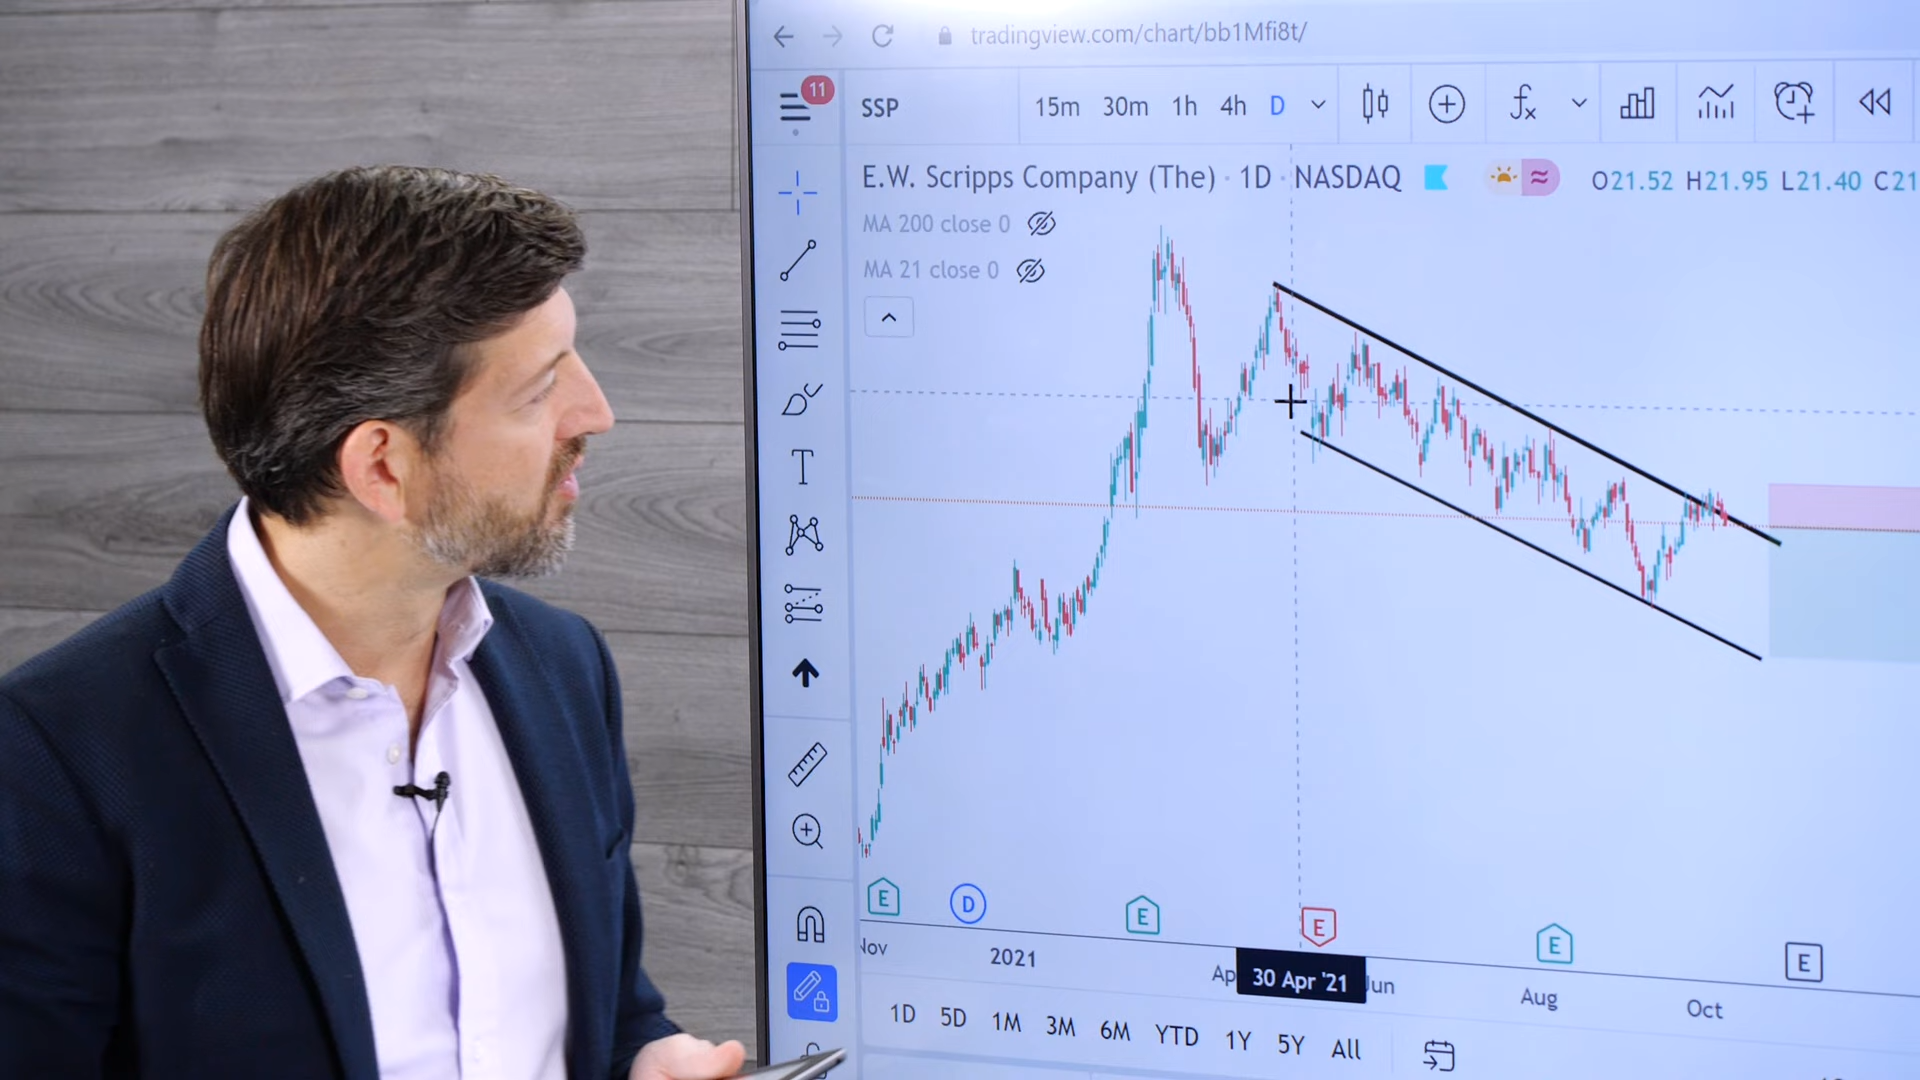 tradingview.com/chart/bb1Mfi8t/
11
SSP 15m 30m 1h 4h D
E.W. Scripps Company (The) · 1D · NASDAQ O21.52 H21.95 L21.40 C21
MA 200 close 0
MA 21 close 0
E D E E E E
Nov 2021 Ap 30 Apr '21 Jun Aug Oct
1D 5D 1M 3M 6M YTD 1Y 5Y All